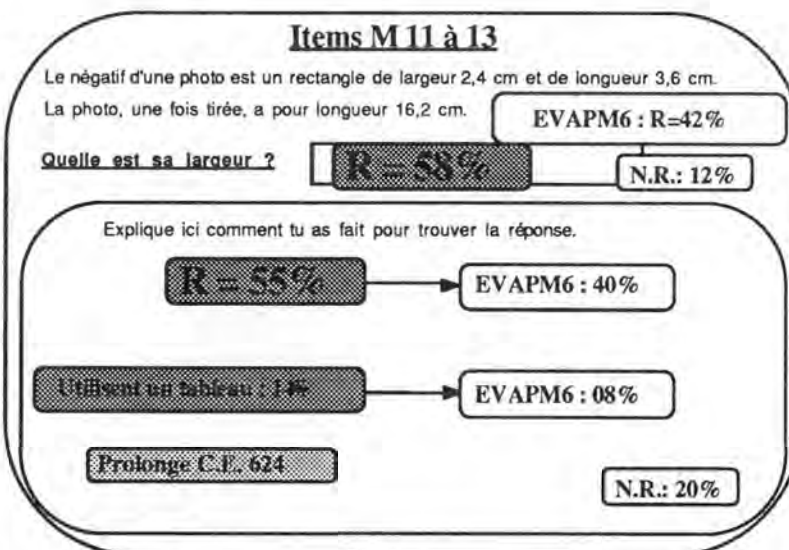 Items M 11 à 13
Le négatif d'une photo est un rectangle de largeur 2,4 cm et de longueur 3,6 cm.
La photo, une fois tirée, a pour longueur 16,2 cm.
EVAPM6 : R=42%
Quelle est sa largeur ?
R = 58%
N.R.: 12%
Explique ici comment tu as fait pour trouver la réponse.
R = 55%
EVAPM6 : 40%
Utilisent un tableau :
EVAPM6 : 08%
Prolonge C.E. 624
N.R.: 20%